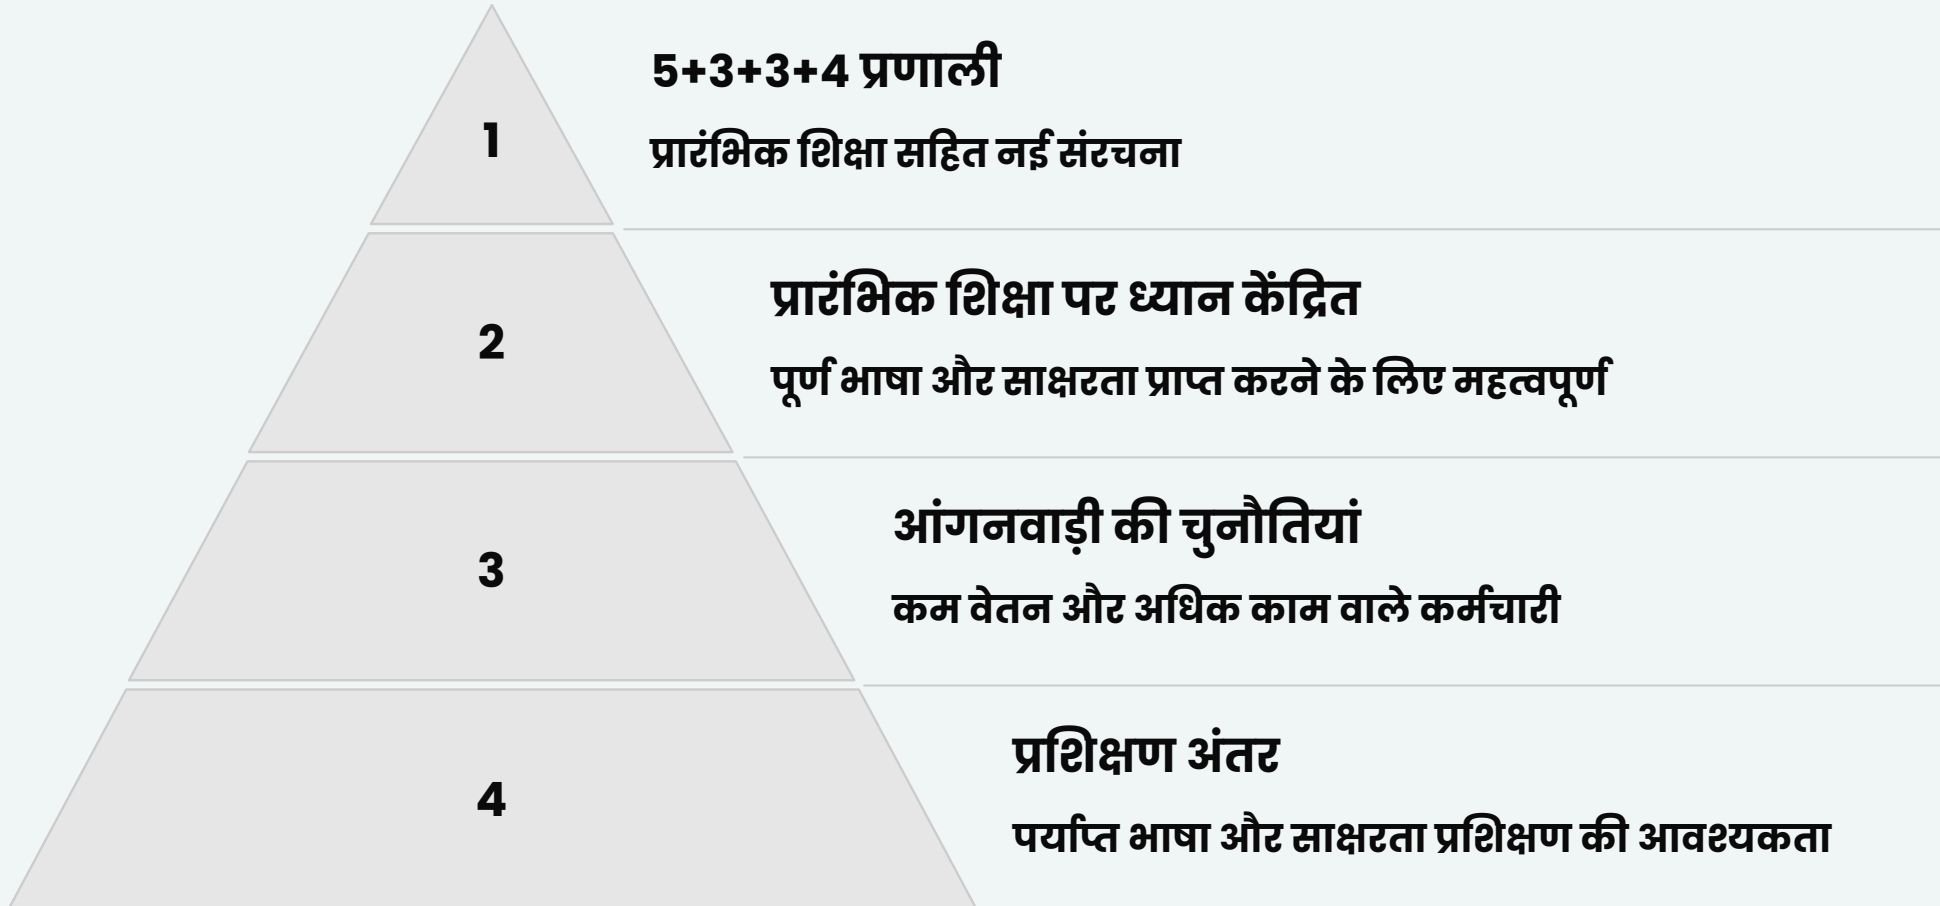 1
5+3+3+4 प्रणाली
प्रारंभिक शिक्षा सहित नई संरचना
2
प्रारंभिक शिक्षा पर ध्यान केंद्रित
पूर्ण भाषा और साक्षरता प्राप्त करने के लिए महत्वपूर्ण
3
आंगनवाड़ी की चुनौतियां
कम वेतन और अधिक काम वाले कर्मचारी
4
प्रशिक्षण अंतर
पर्याप्त भाषा और साक्षरता प्रशिक्षण की आवश्यकता